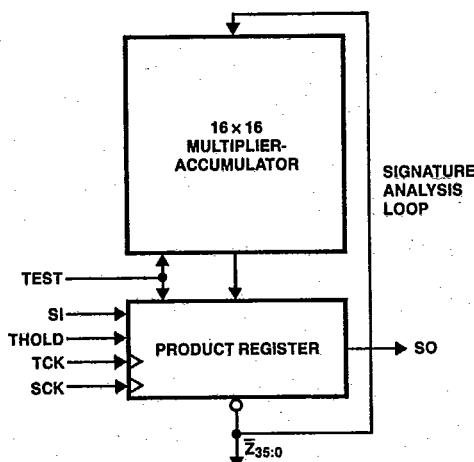 16 × 16
MULTIPLIER-
ACCUMULATOR
SIGNATURE
ANALYSIS
LOOP
TEST
SI
THOLD
TCK
SCK
PRODUCT REGISTER
SO
Z̅35:0